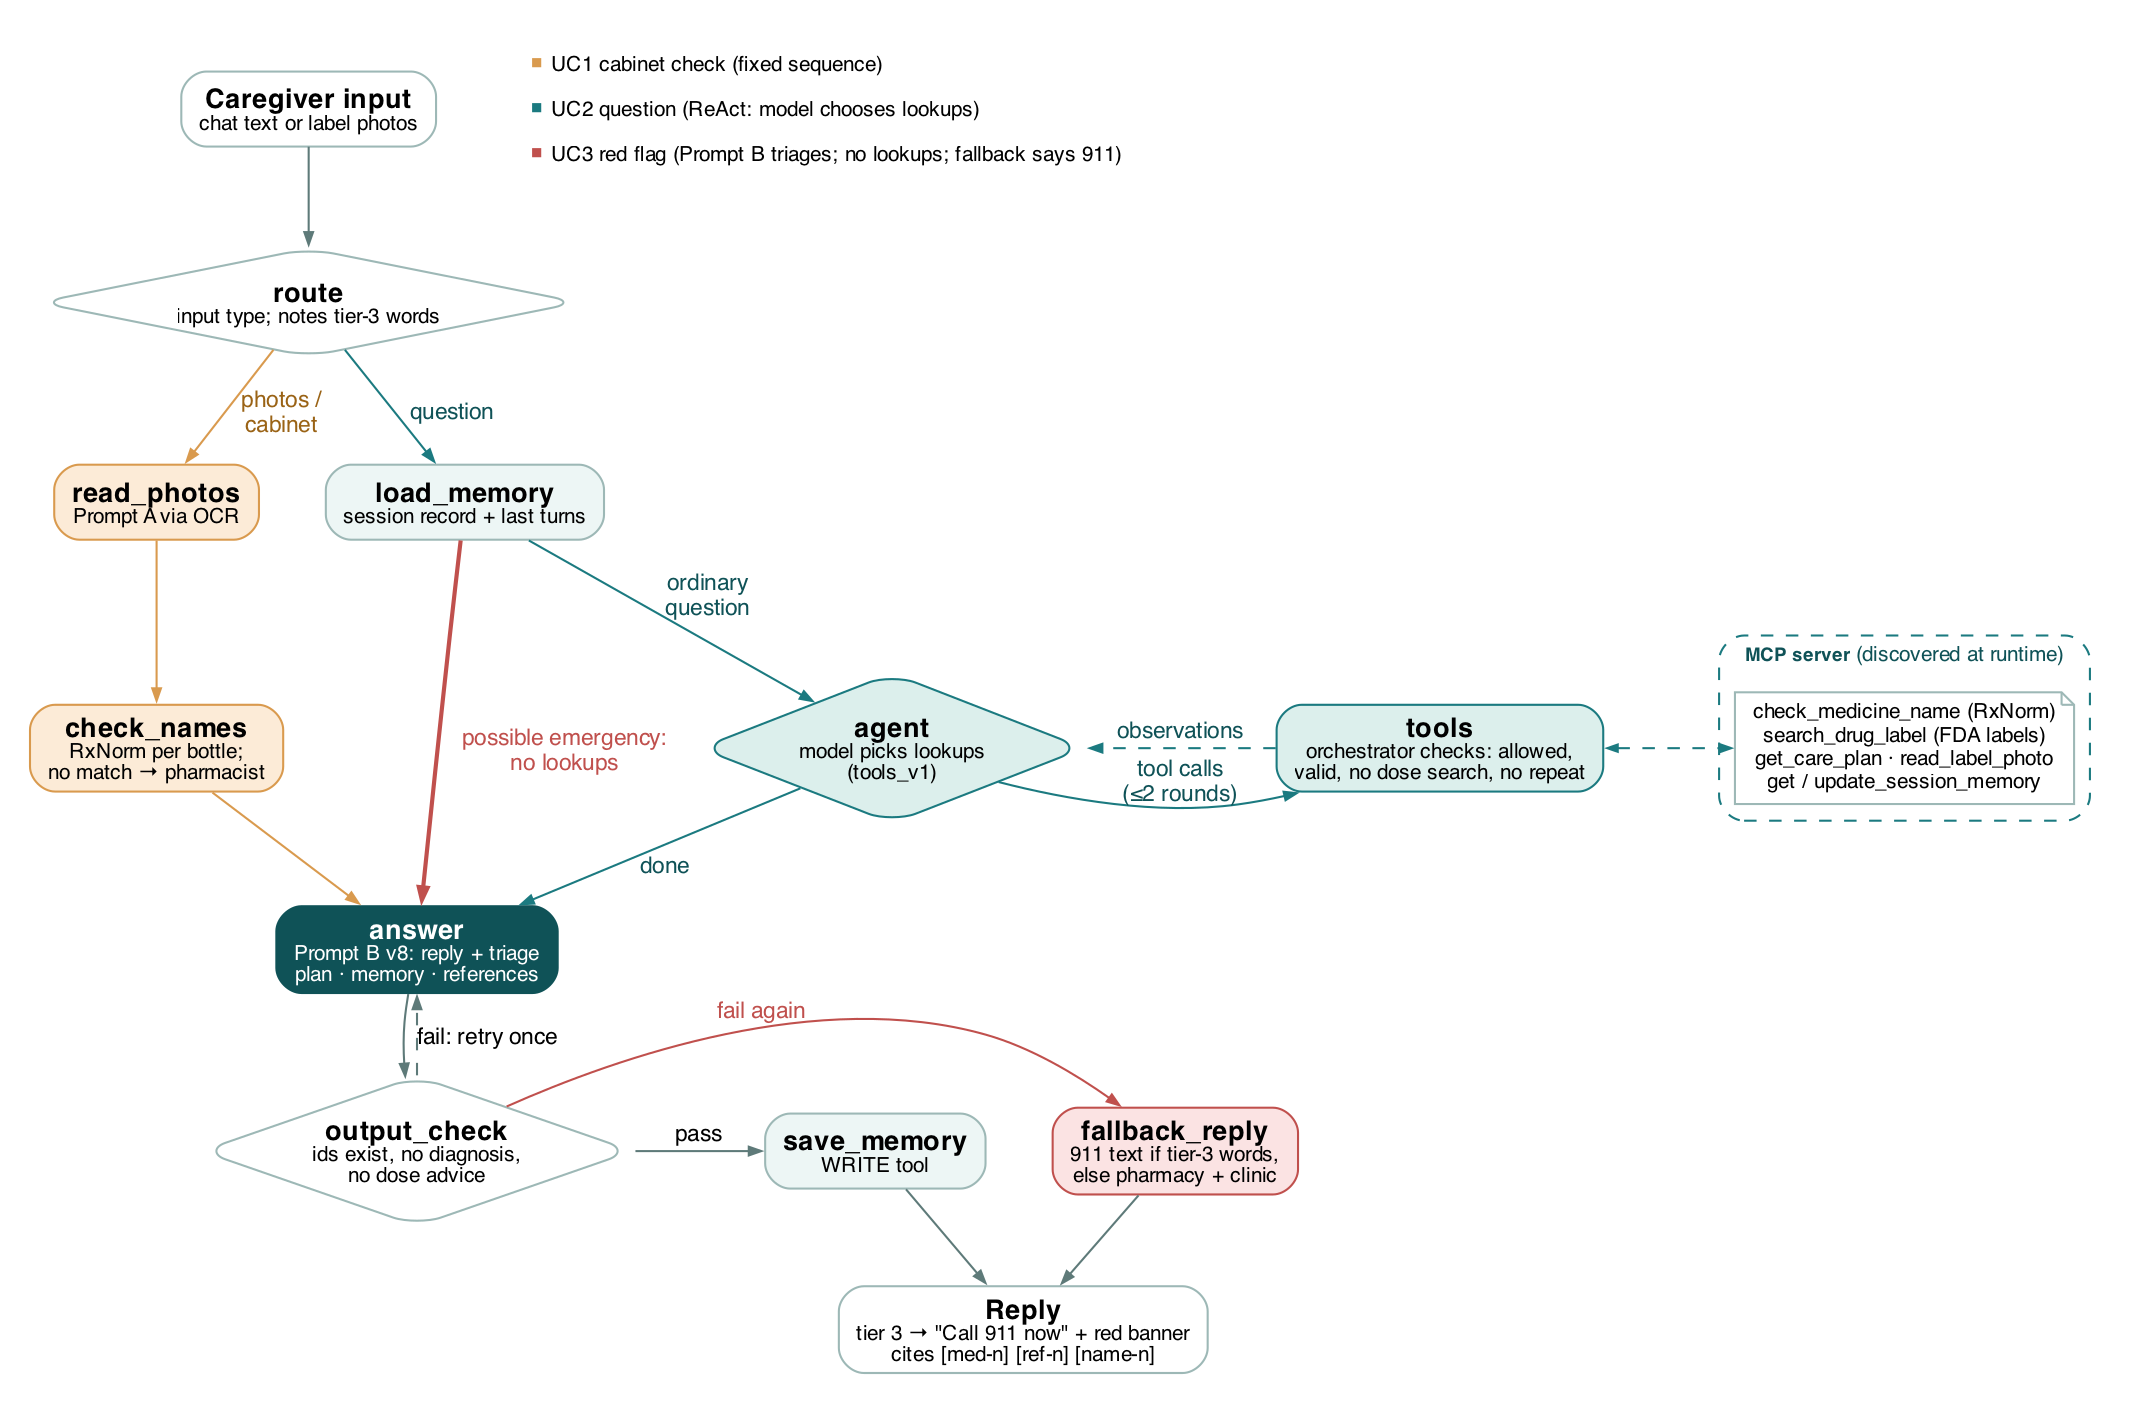 UC1 cabinet check (fixed sequence)
UC2 question (ReAct: model chooses lookups)
UC3 red flag (Prompt B triages; no lookups; fallback says 911)
Caregiver input
chat text or label photos
route
input type; notes tier-3 words
photos /
cabinet
question
read_photos
Prompt A via OCR
load_memory
session record + last turns
ordinary
question
check_names
RxNorm per bottle;
no match → pharmacist
possible emergency:
no lookups
agent
model picks lookups
(tools_v1)
observations
tool calls
(≤2 rounds)
tools
orchestrator checks: allowed,
valid, no dose search, no repeat
MCP server (discovered at runtime)
check_medicine_name (RxNorm)
search_drug_label (FDA labels)
get_care_plan · read_label_photo
get / update_session_memory
done
answer
Prompt B v8: reply + triage
plan · memory · references
fail: retry once
fail again
output_check
ids exist, no diagnosis,
no dose advice
pass
save_memory
WRITE tool
fallback_reply
911 text if tier-3 words,
else pharmacy + clinic
Reply
tier 3 → "Call 911 now" + red banner
cites [med-n] [ref-n] [name-n]